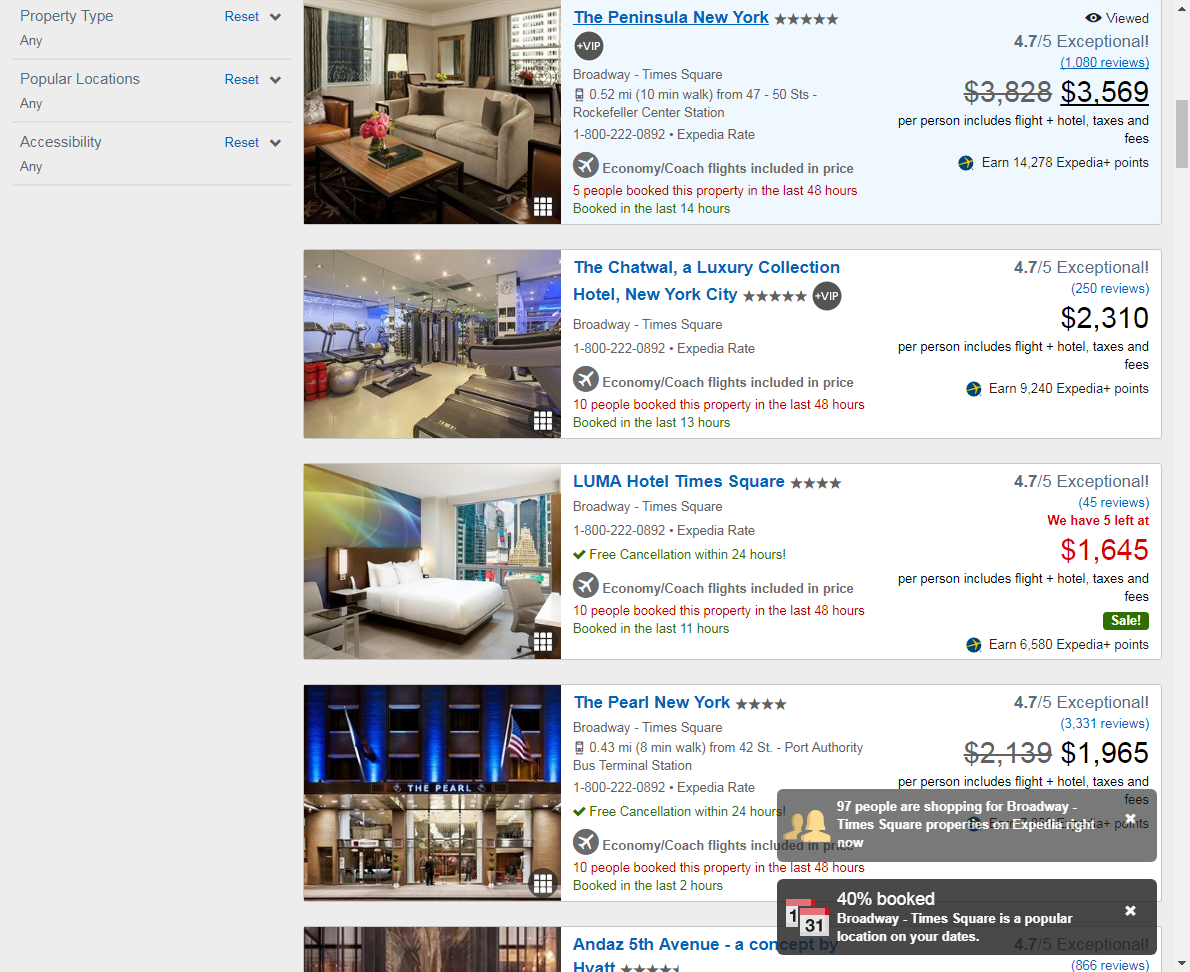 Property Type Reset
Any
Popular Locations Reset
Any
Accessibility Reset
Any
The Peninsula New York
+VIP
Broadway - Times Square
0.52 mi (10 min walk) from 47 - 50 Sts -
Rockefeller Center Station
1-800-222-0892 • Expedia Rate
Economy/Coach flights included in price
5 people booked this property in the last 48 hours
Booked in the last 14 hours
Viewed
4.7/5 Exceptional!
(1,080 reviews)
$3,828 $3,569
per person includes flight + hotel, taxes and
fees
Earn 14,278 Expedia+ points
The Chatwal, a Luxury Collection
Hotel, New York City +VIP
Broadway - Times Square
1-800-222-0892 • Expedia Rate
Economy/Coach flights included in price
10 people booked this property in the last 48 hours
Booked in the last 13 hours
4.7/5 Exceptional!
(250 reviews)
$2,310
per person includes flight + hotel, taxes and
fees
Earn 9,240 Expedia+ points
LUMA Hotel Times Square
Broadway - Times Square
1-800-222-0892 • Expedia Rate
Free Cancellation within 24 hours!
Economy/Coach flights included in price
10 people booked this property in the last 48 hours
Booked in the last 11 hours
4.7/5 Exceptional!
(45 reviews)
We have 5 left at
$1,645
per person includes flight + hotel, taxes and
fees
Sale!
Earn 6,580 Expedia+ points
THE PEARL
The Pearl New York
Broadway - Times Square
0.43 mi (8 min walk) from 42 St. - Port Authority
Bus Terminal Station
1-800-222-0892 • Expedia Rate
Free Cancellation within 24 hours!
Economy/Coach flights included in price
10 people booked this property in the last 48 hours
Booked in the last 2 hours
4.7/5 Exceptional!
(3,331 reviews)
$2,139 $1,965
per person includes flight + hotel, taxes and
fees
97 people are shopping for Broadway -
Times Square properties on Expedia right
now
1 31
40% booked
Broadway - Times Square is a popular
location on your dates.
Andaz 5th Avenue - a concept by
Hyatt
4.7/5 Exceptional!
(866 reviews)